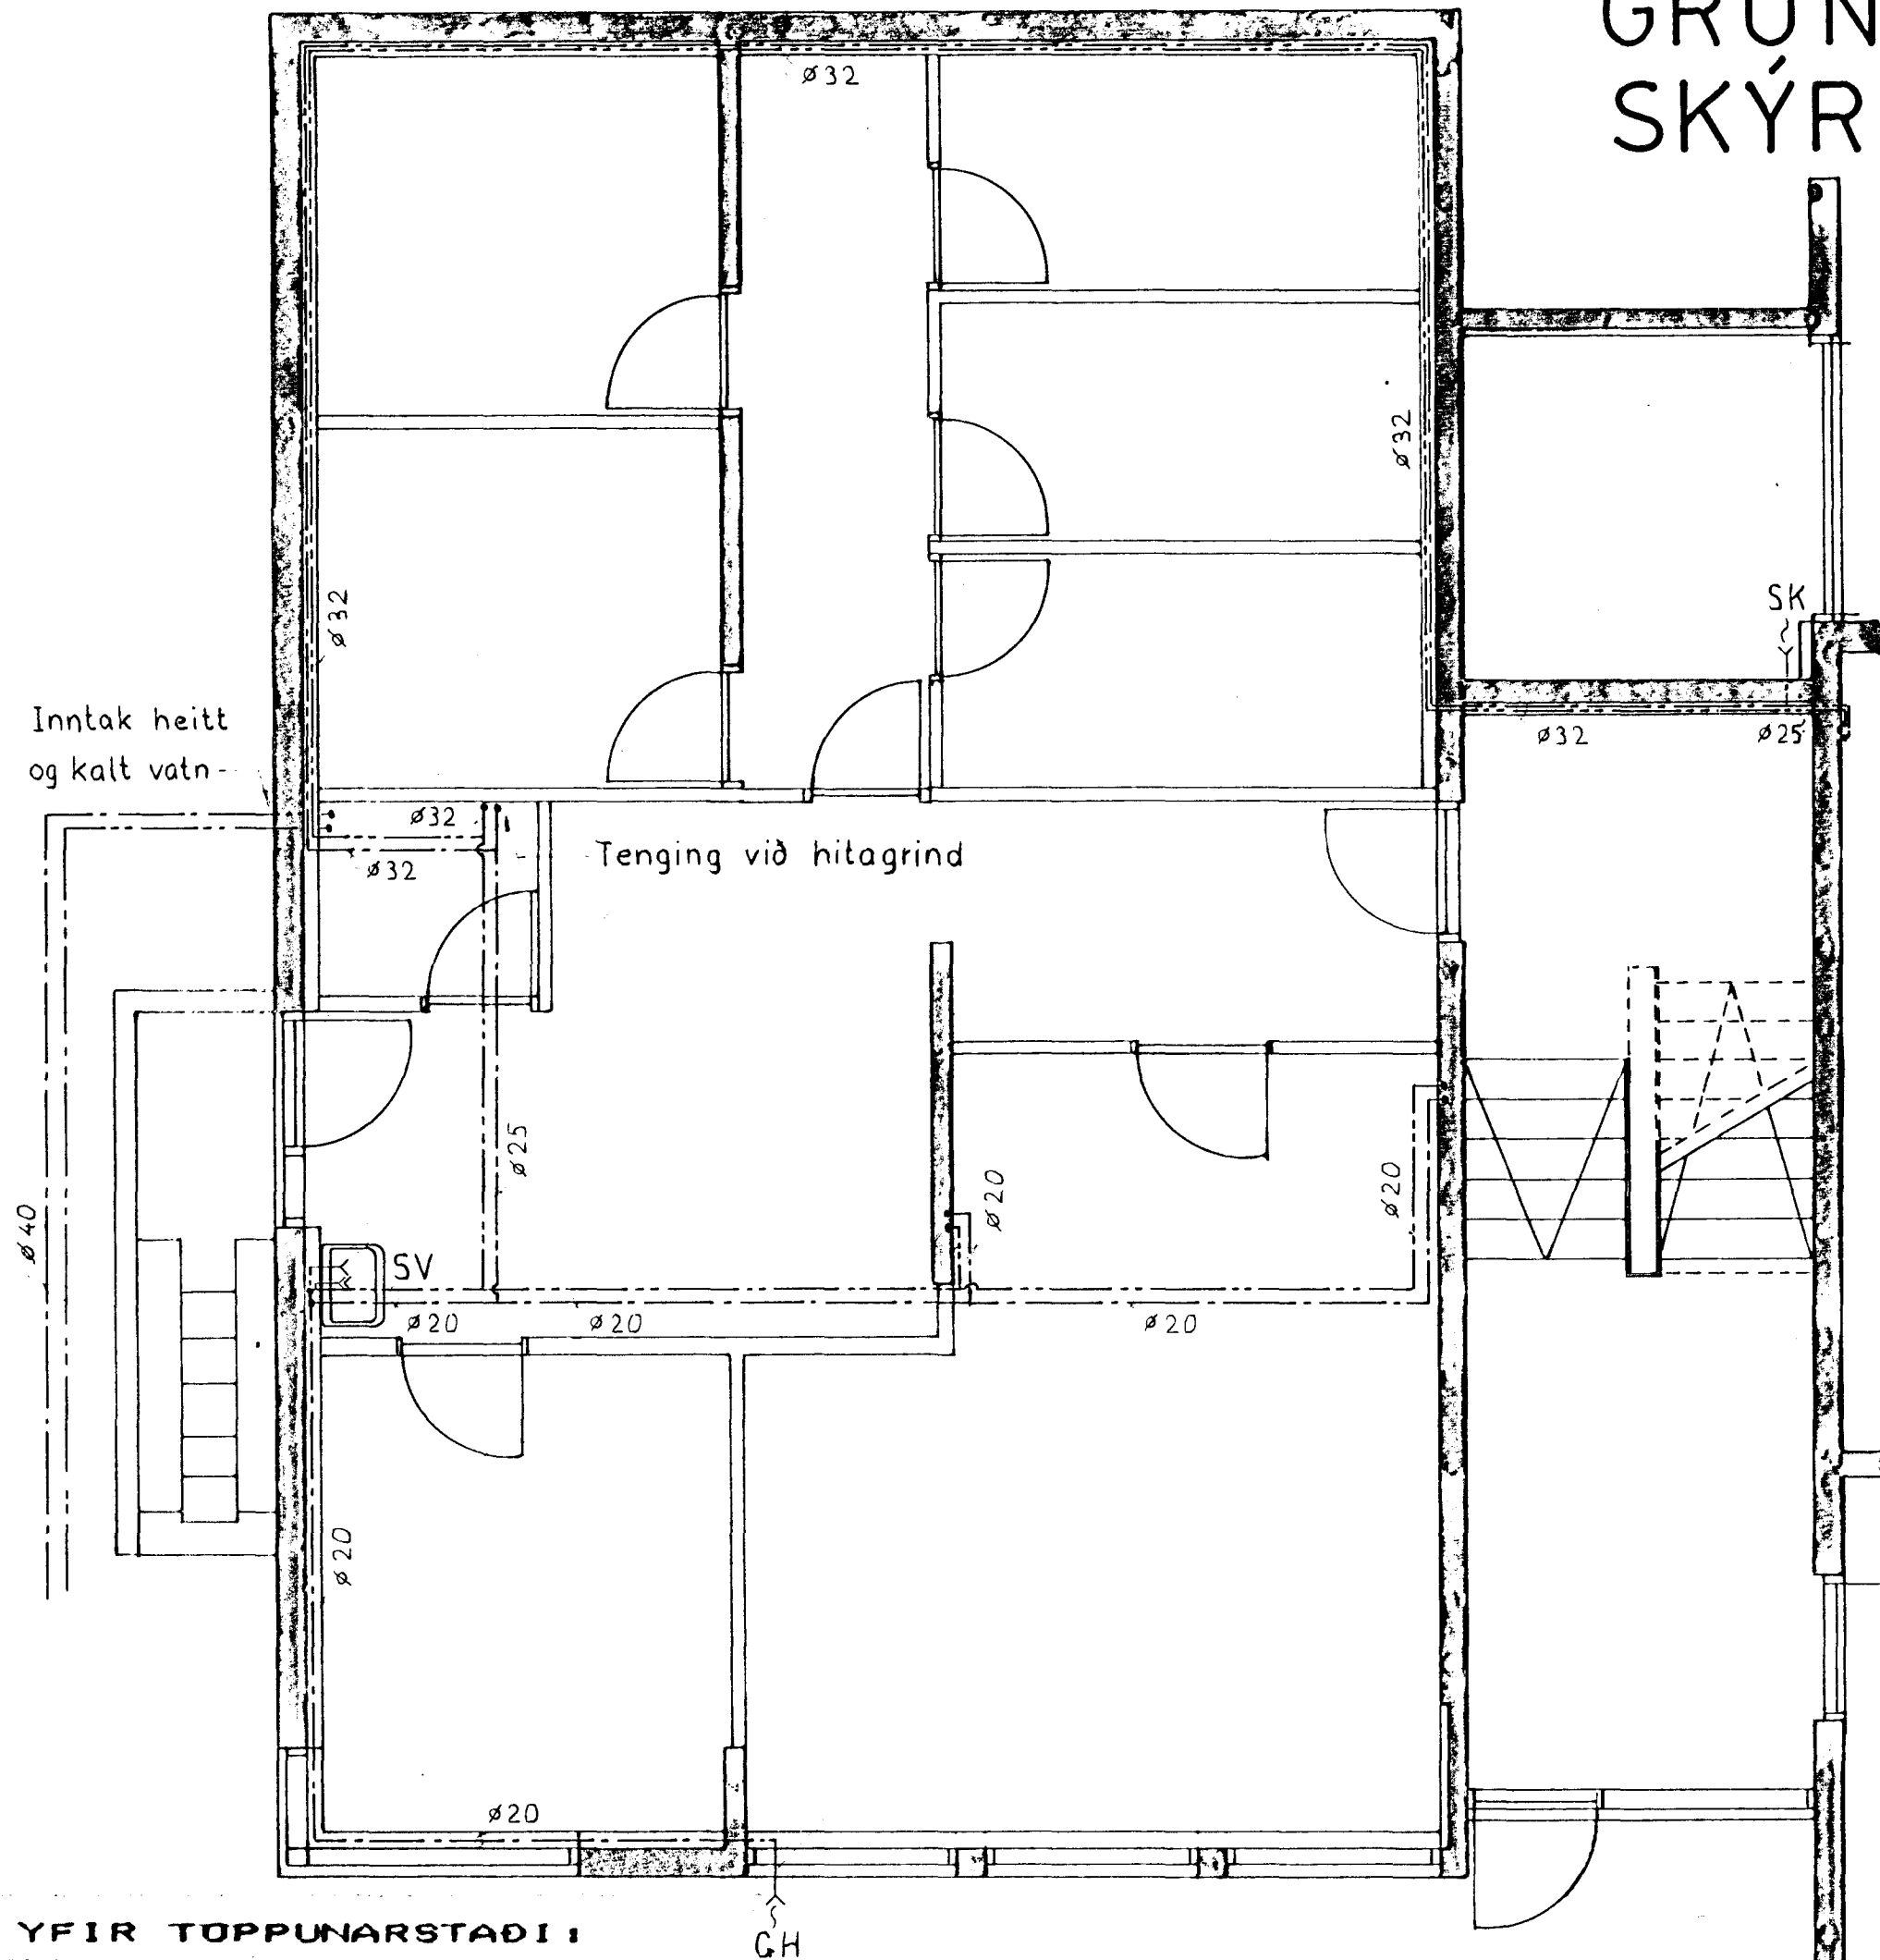 GRUN
SKÝR
ø32
ø32
ø32
SK
Inntak heitt
og kalt vatn
ø32
ø25
ø32
ø32
Tenging við hitagrind
ø25
ø20
ø20
ø40
SV
ø20
ø20
ø20
ø20
ø20
YFIR TÖPPUNARSTAÐI:
GH